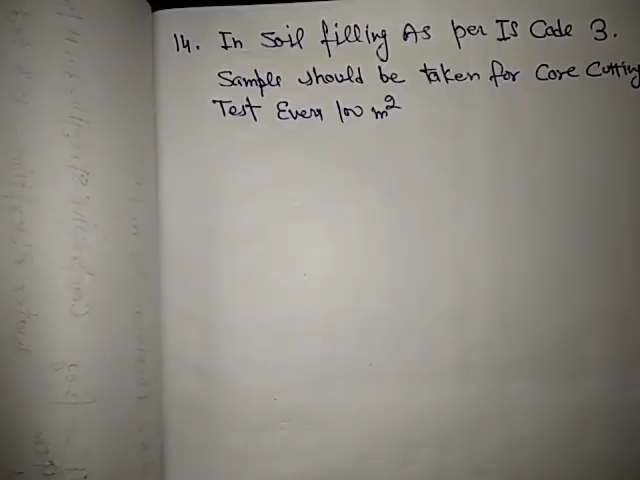 14. In Soil filling As per IS Code 3.
Sample should be taken for Core Cutting
Test Every 100 m²